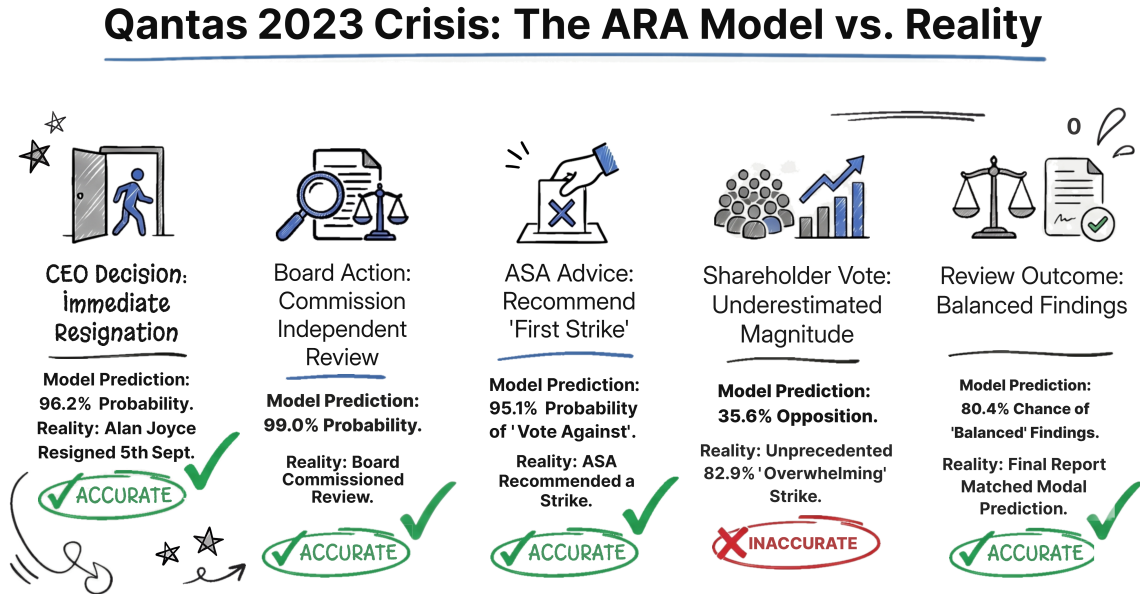 Qantas 2023 Crisis: The ARA Model vs. Reality
0
CEO Decision:
Immediate
Resignation
Model Prediction:
96.2% Probability.
Reality: Alan Joyce
Resigned 5th Sept.
ACCURATE
Board Action:
Commission
Independent
Review
Model Prediction:
99.0% Probability.
Reality: Board
Commissioned
Review.
ACCURATE
ASA Advice:
Recommend
'First Strike'
Model Prediction:
95.1% Probability
of 'Vote Against'.
Reality: ASA
Recommended a
Strike.
ACCURATE
Shareholder Vote:
Underestimated
Magnitude
Model Prediction:
35.6% Opposition.
Reality: Unprecedented
82.9% 'Overwhelming'
Strike.
INACCURATE
Review Outcome:
Balanced Findings
Model Prediction:
80.4% Chance of
'Balanced' Findings.
Reality: Final Report
Matched Modal
Prediction.
ACCURATE